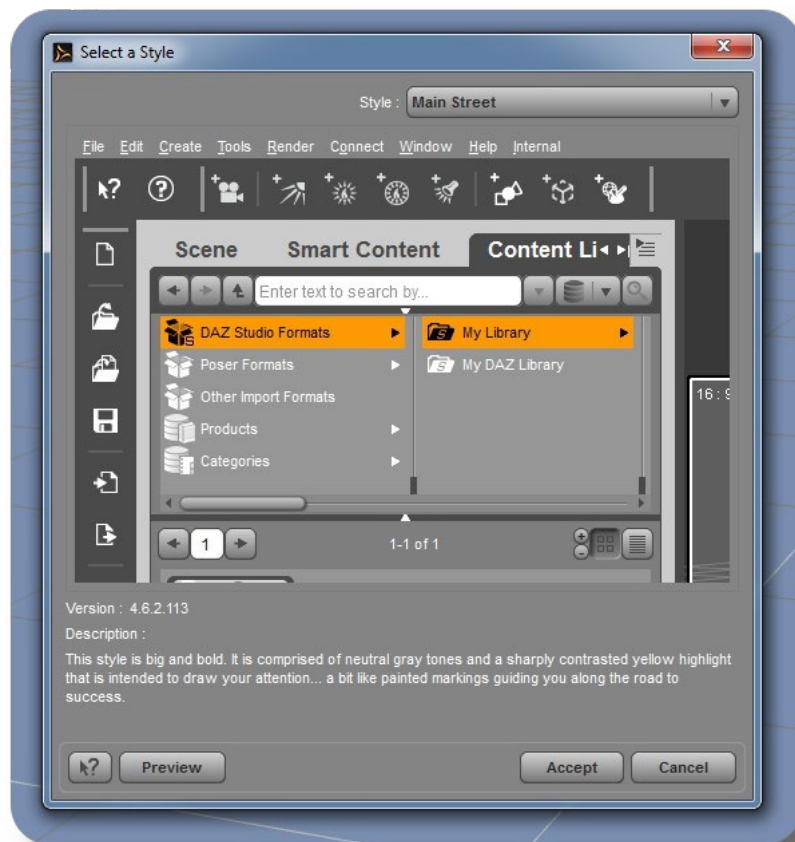 Select a Style
Style : Main Street
File Edit Create Tools Render Connect Window Help Internal
Scene Smart Content Content Li
Enter text to search by...
DAZ Studio Formats My Library
Poser Formats My DAZ Library
Other Import Formats
Products
Categories
16 : 9
1 1-1 of 1
Version : 4.6.2.113
Description :
This style is big and bold. It is comprised of neutral gray tones and a sharply contrasted yellow highlight
that is intended to draw your attention... a bit like painted markings guiding you along the road to
success.
Preview Accept Cancel